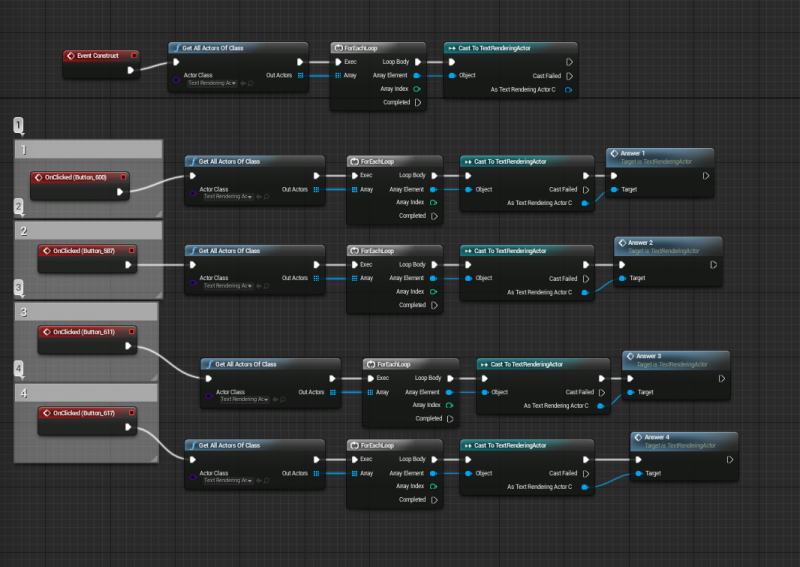 Event Construct
Get All Actors Of Class
Actor Class
Text Rendering Ac
Out Actors
ForEachLoop
Exec
Loop Body
Array
Array Element
Array Index
Completed
Cast To TextRenderingActor
Cast Failed
Object
As Text Rendering Actor C
1
1
OnClicked (Button_600)
Get All Actors Of Class
Actor Class
Text Rendering Ac
Out Actors
ForEachLoop
Exec
Loop Body
Array
Array Element
Array Index
Completed
Cast To TextRenderingActor
Cast Failed
Object
As Text Rendering Actor C
Answer 1
Target is TextRenderingActor
Target
2
2
OnClicked (Button_587)
Get All Actors Of Class
Actor Class
Text Rendering Ac
Out Actors
ForEachLoop
Exec
Loop Body
Array
Array Element
Array Index
Completed
Cast To TextRenderingActor
Cast Failed
Object
As Text Rendering Actor C
Answer 2
Target is TextRenderingActor
Target
3
3
OnClicked (Button_611)
Get All Actors Of Class
Actor Class
Text Rendering Ac
Out Actors
ForEachLoop
Exec
Loop Body
Array
Array Element
Array Index
Completed
Cast To TextRenderingActor
Cast Failed
Object
As Text Rendering Actor C
Answer 3
Target is TextRenderingActor
Target
4
4
OnClicked (Button_617)
Get All Actors Of Class
Actor Class
Text Rendering Ac
Out Actors
ForEachLoop
Exec
Loop Body
Array
Array Element
Array Index
Completed
Cast To TextRenderingActor
Cast Failed
Object
As Text Rendering Actor C
Answer 4
Target is TextRenderingActor
Target